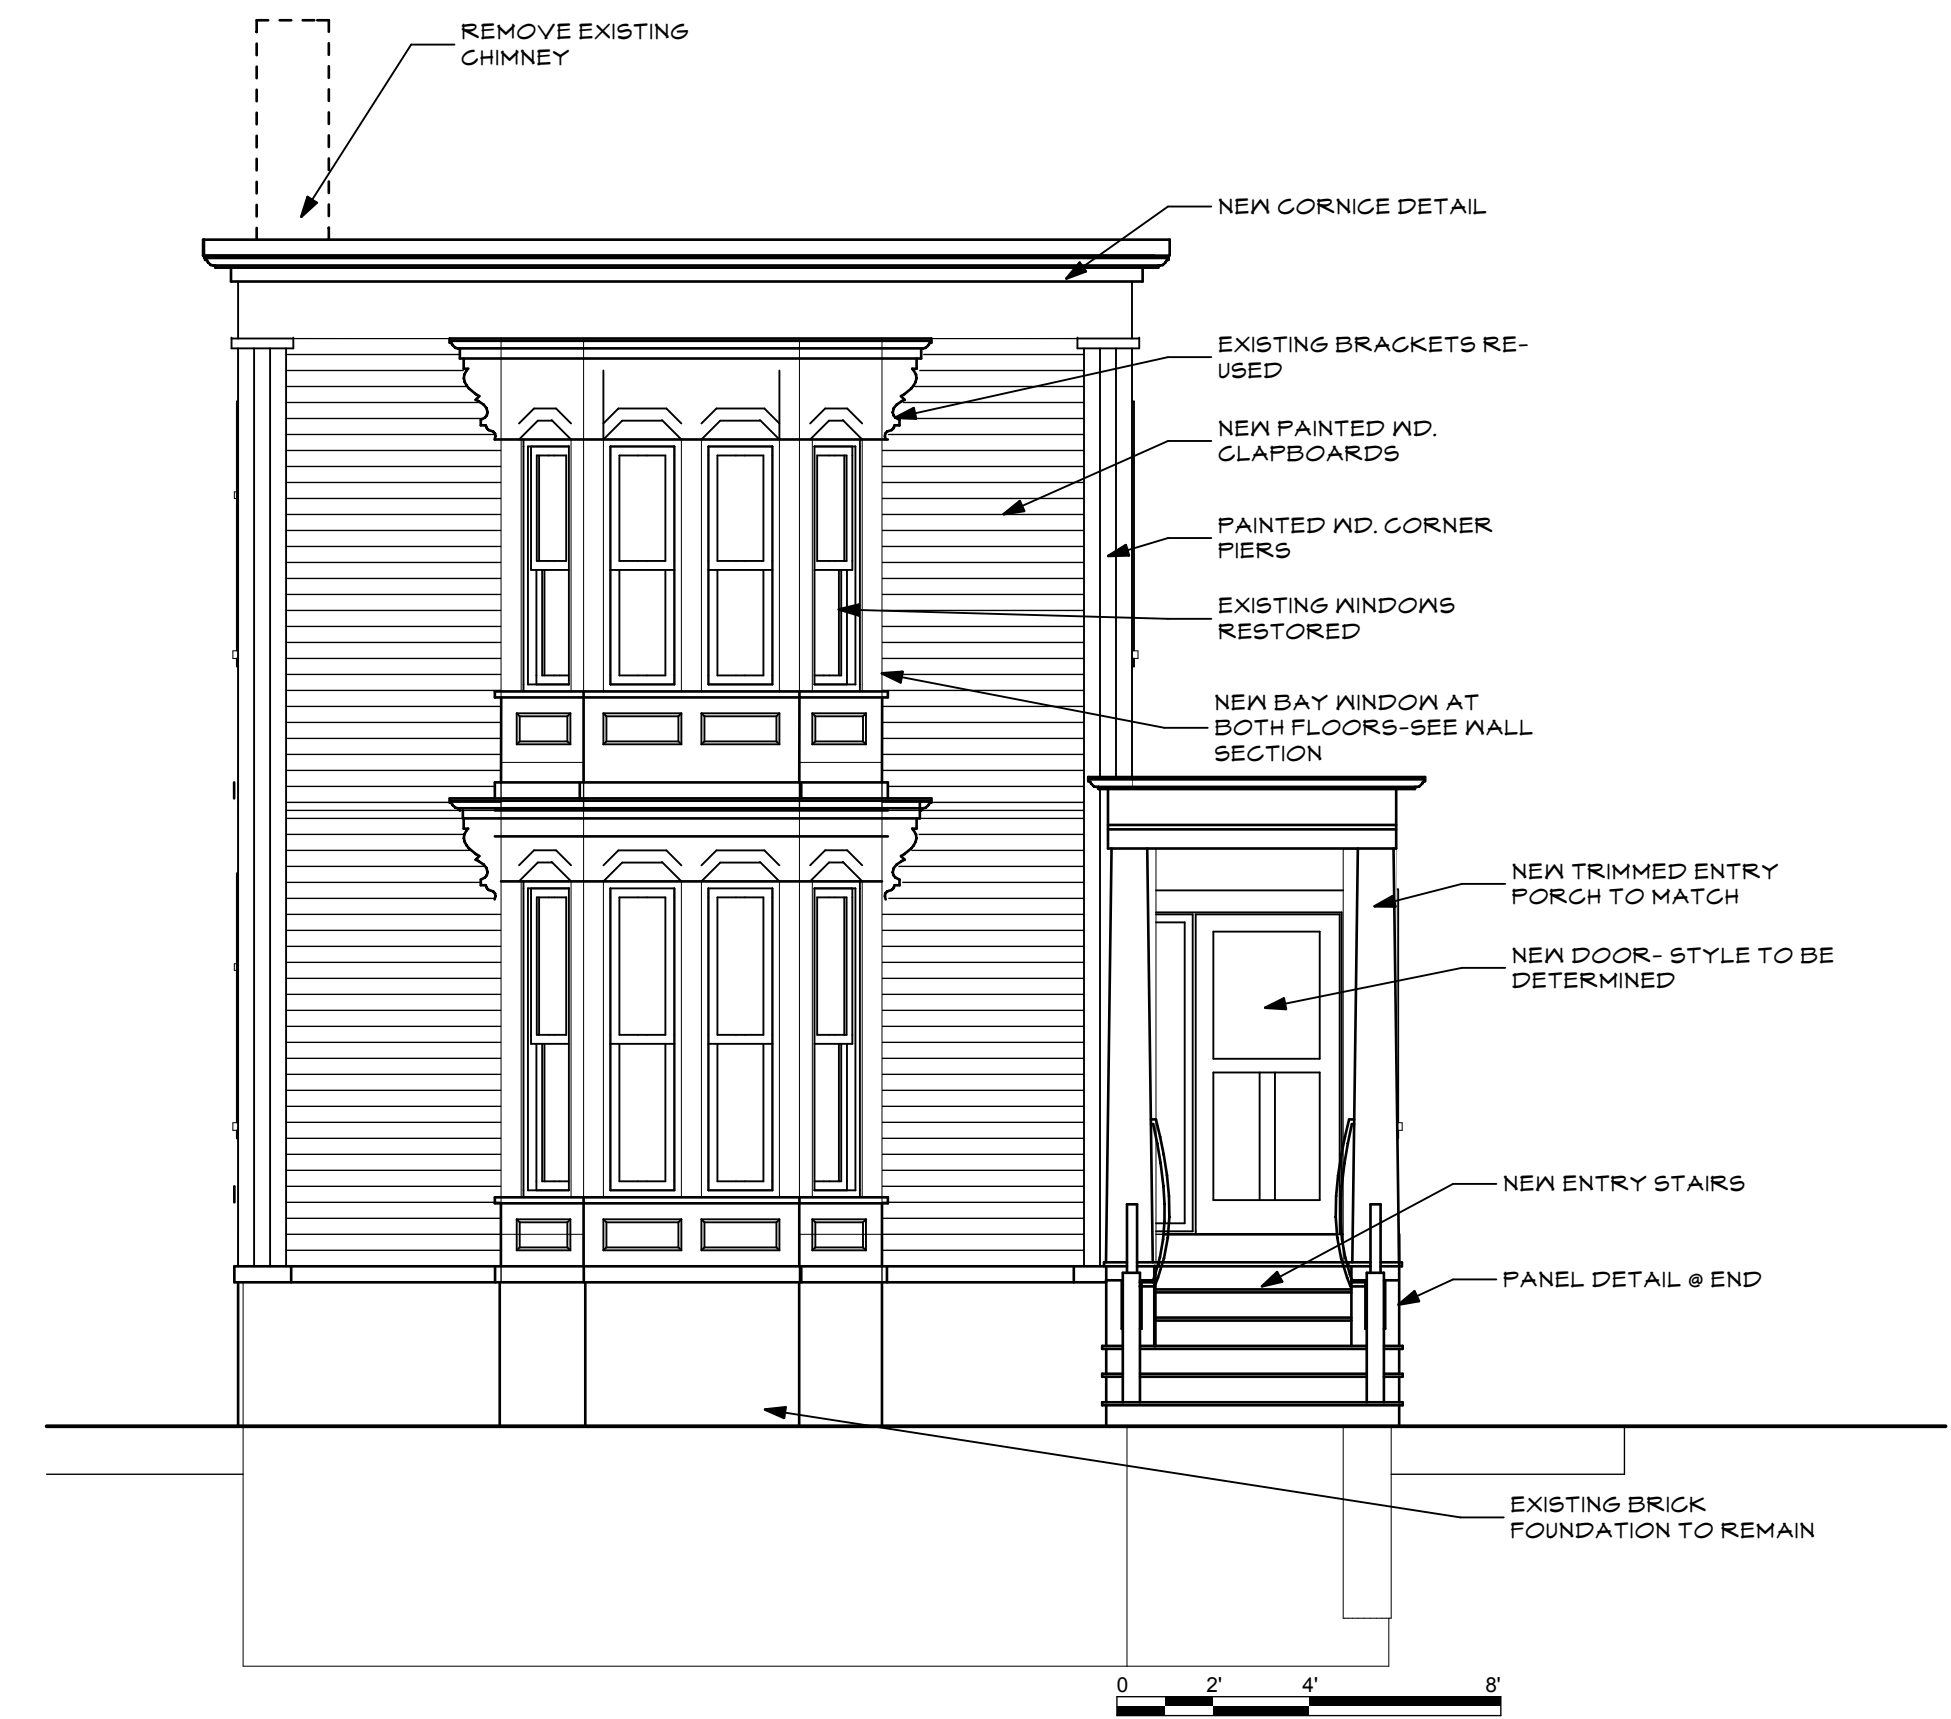 REMOVE EXISTING
CHIMNEY
NEW CORNICE DETAIL
EXISTING BRACKETS RE-
USED
NEW PAINTED WD.
CLAPBOARDS
PAINTED WD. CORNER
PIERS
EXISTING WINDOWS
RESTORED
NEW BAY WINDOW AT
BOTH FLOORS-SEE WALL
SECTION
NEW TRIMMED ENTRY
PORCH TO MATCH
NEW DOOR- STYLE TO BE
DETERMINED
NEW ENTRY STAIRS
PANEL DETAIL @ END
EXISTING BRICK
FOUNDATION TO REMAIN
0 2' 4' 8'